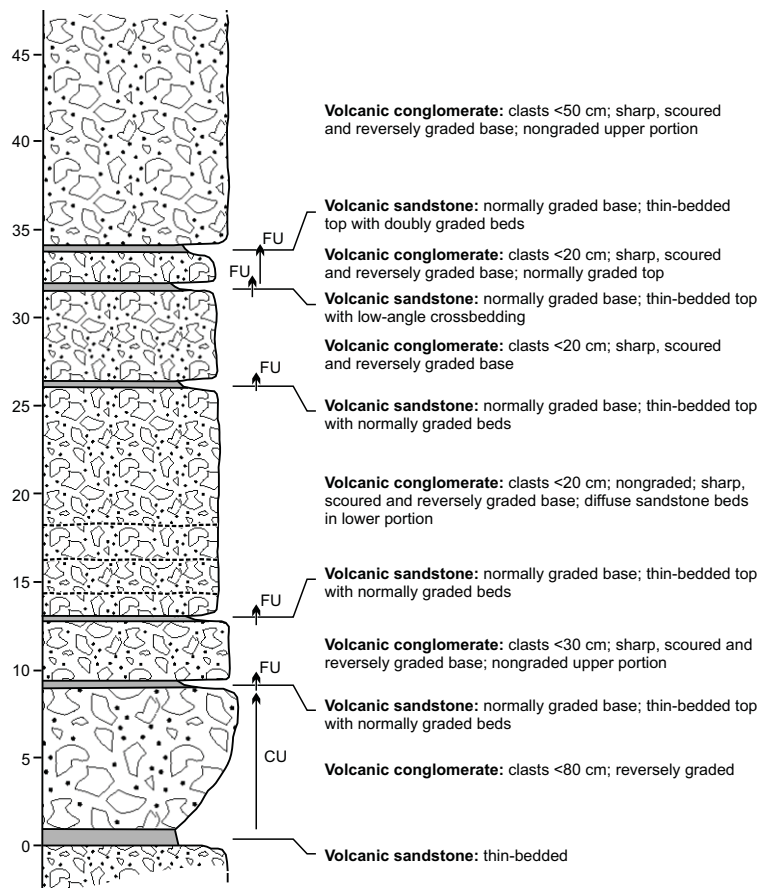 45
Volcanic conglomerate: clasts <50 cm; sharp, scoured
and reversely graded base; nongraded upper portion
40
Volcanic sandstone: normally graded base; thin-bedded
top with doubly graded beds
35
FU
Volcanic conglomerate: clasts <20 cm; sharp, scoured
and reversely graded base; normally graded top
FU
Volcanic sandstone: normally graded base; thin-bedded top
with low-angle crossbedding
30
Volcanic conglomerate: clasts <20 cm; sharp, scoured
and reversely graded base
FU
25
Volcanic sandstone: normally graded base; thin-bedded top
with normally graded beds
20
Volcanic conglomerate: clasts <20 cm; nongraded; sharp,
scoured and reversely graded base; diffuse sandstone beds
in lower portion
15
Volcanic sandstone: normally graded base; thin-bedded top
with normally graded beds
FU
10
Volcanic conglomerate: clasts <30 cm; sharp, scoured and
reversely graded base; nongraded upper portion
FU
Volcanic sandstone: normally graded base; thin-bedded top
with normally graded beds
5
CU
Volcanic conglomerate: clasts <80 cm; reversely graded
0
Volcanic sandstone: thin-bedded